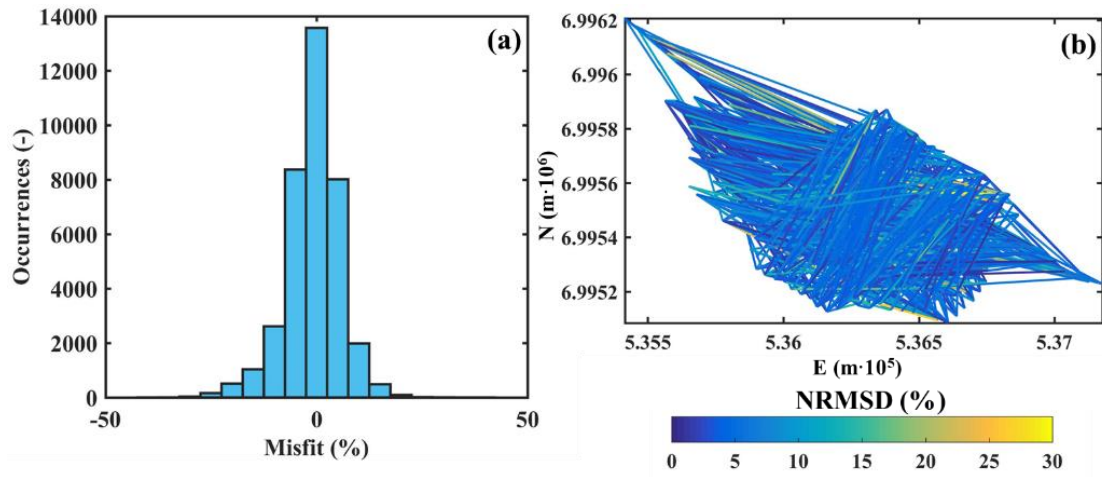 (a)
14000
12000
10000
8000
6000
4000
2000
0
Occurrences (-)
-50 0 50
Misfit (%)
(b)
6.9962
6.996
6.9958
6.9956
6.9954
6.9952
N (m·10⁶)
5.355 5.36 5.365 5.37
E (m·10⁵)
NRMSD (%)
0 5 10 15 20 25 30